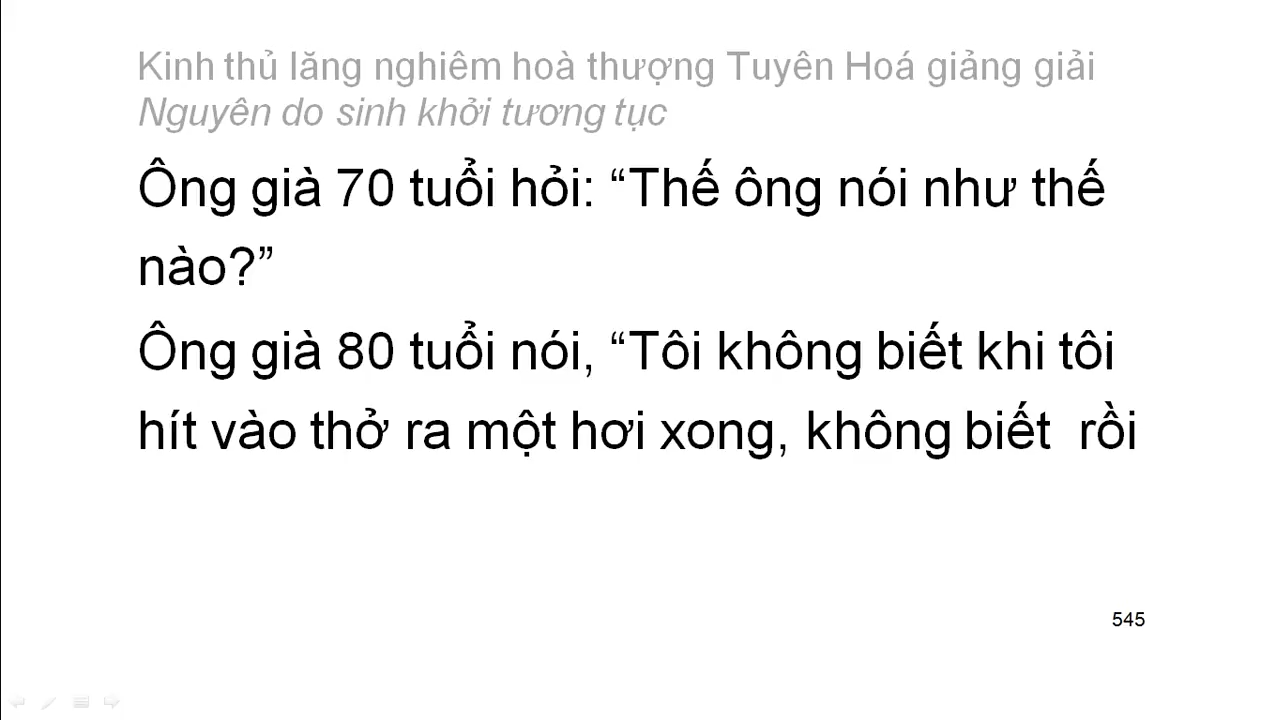 Kinh thủ lăng nghiêm hoà thượng Tuyên Hoá giảng giải
Nguyên do sinh khởi tương tục
Ông già 70 tuổi hỏi: “Thế ông nói như thế
nào?”
Ông già 80 tuổi nói, “Tôi không biết khi tôi
hít vào thở ra một hơi xong, không biết  rồi
545